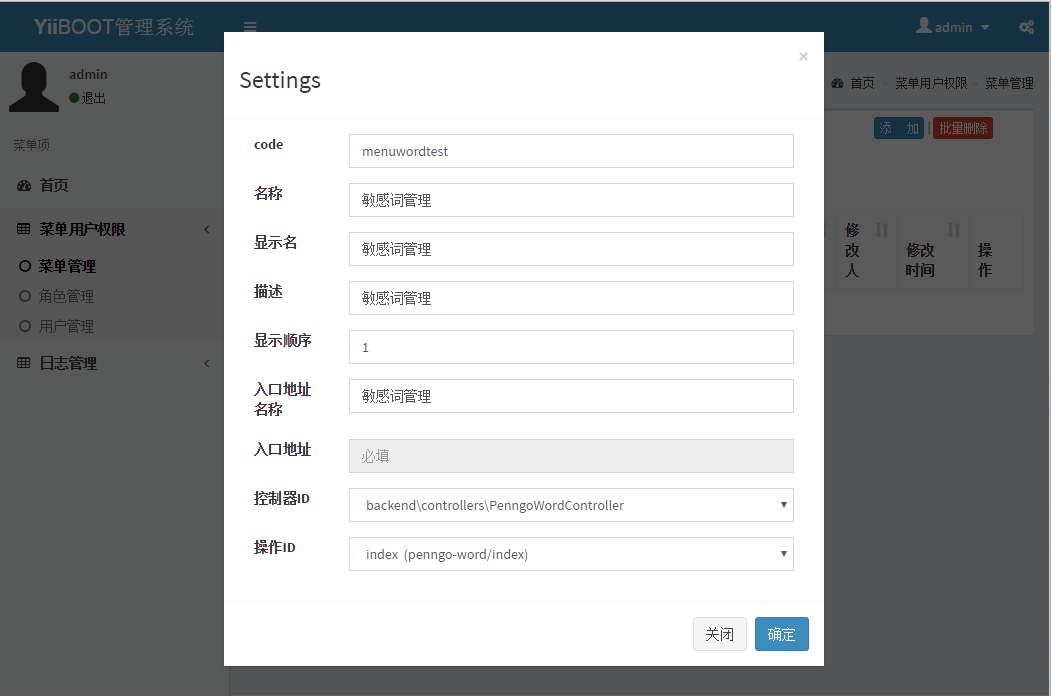 YiiBOOT管理系统
admin
admin
退出
首页 > 菜单用户权限 > 菜单管理
菜单项
首页
菜单用户权限
菜单管理
角色管理
用户管理
日志管理
添 加 | 批量删除
修改人
修改时间
操作
×
Settings
code
menuwordtest
名称
敏感词管理
显示名
敏感词管理
描述
敏感词管理
显示顺序
1
入口地址
名称
敏感词管理
入口地址
必填
控制器ID
backend\controllers\PenngoWordController
操作ID
index (penngo-word/index)
关闭
确定